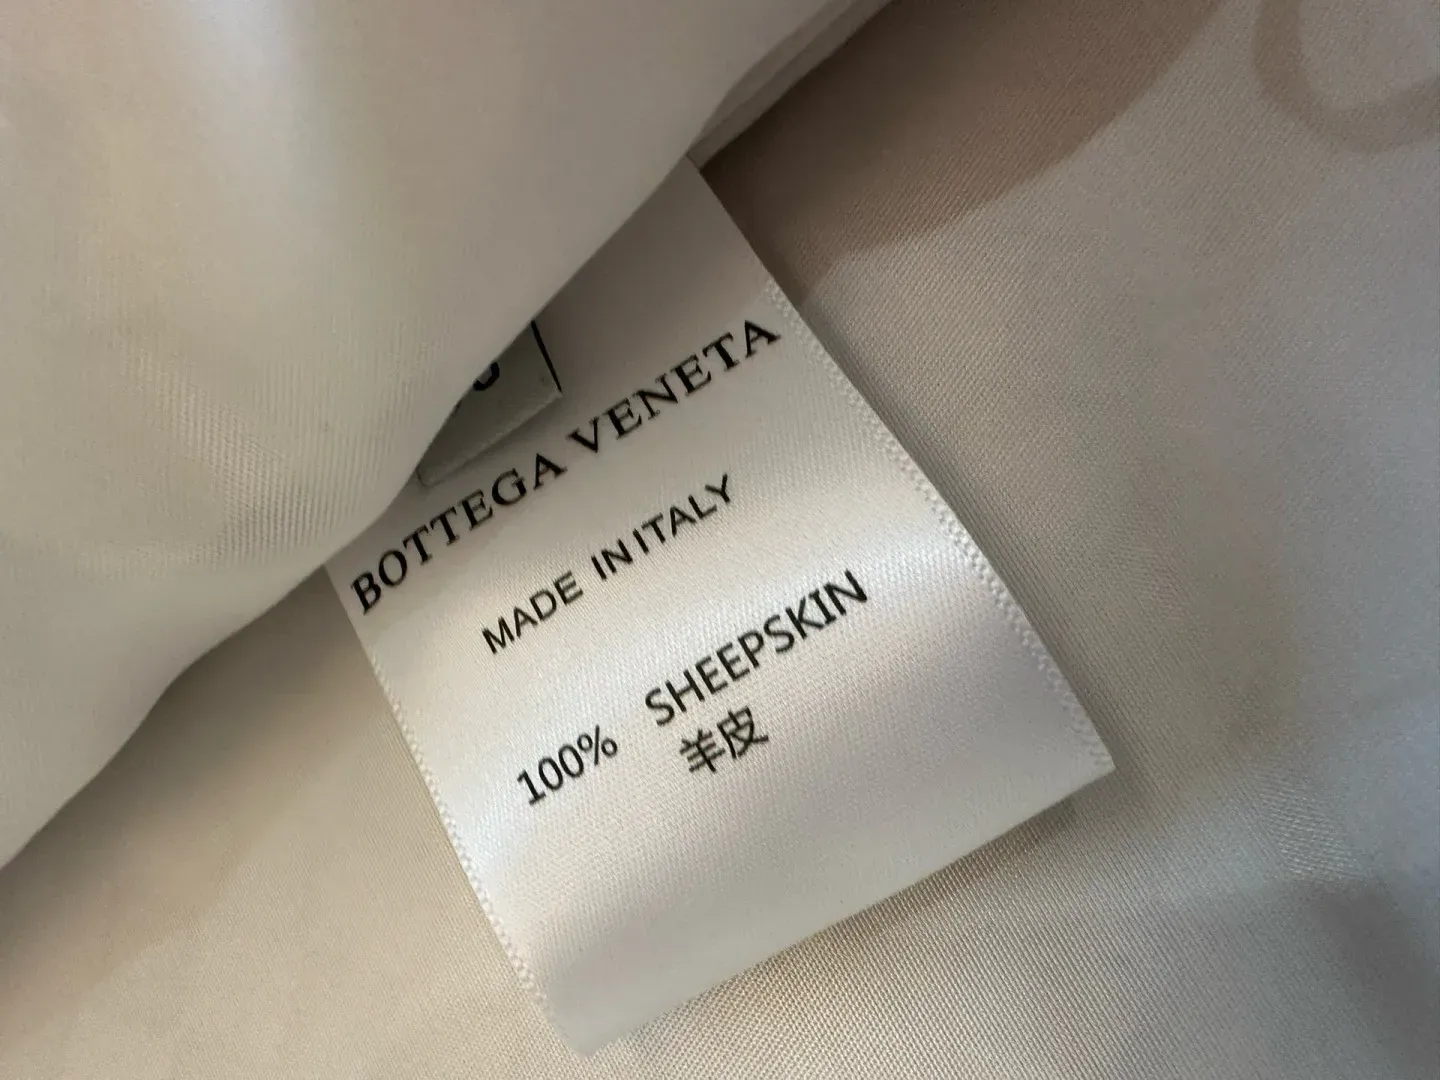 BOTTEGA VENETA
MADE IN ITALY
100% SHEEPSKIN
羊皮